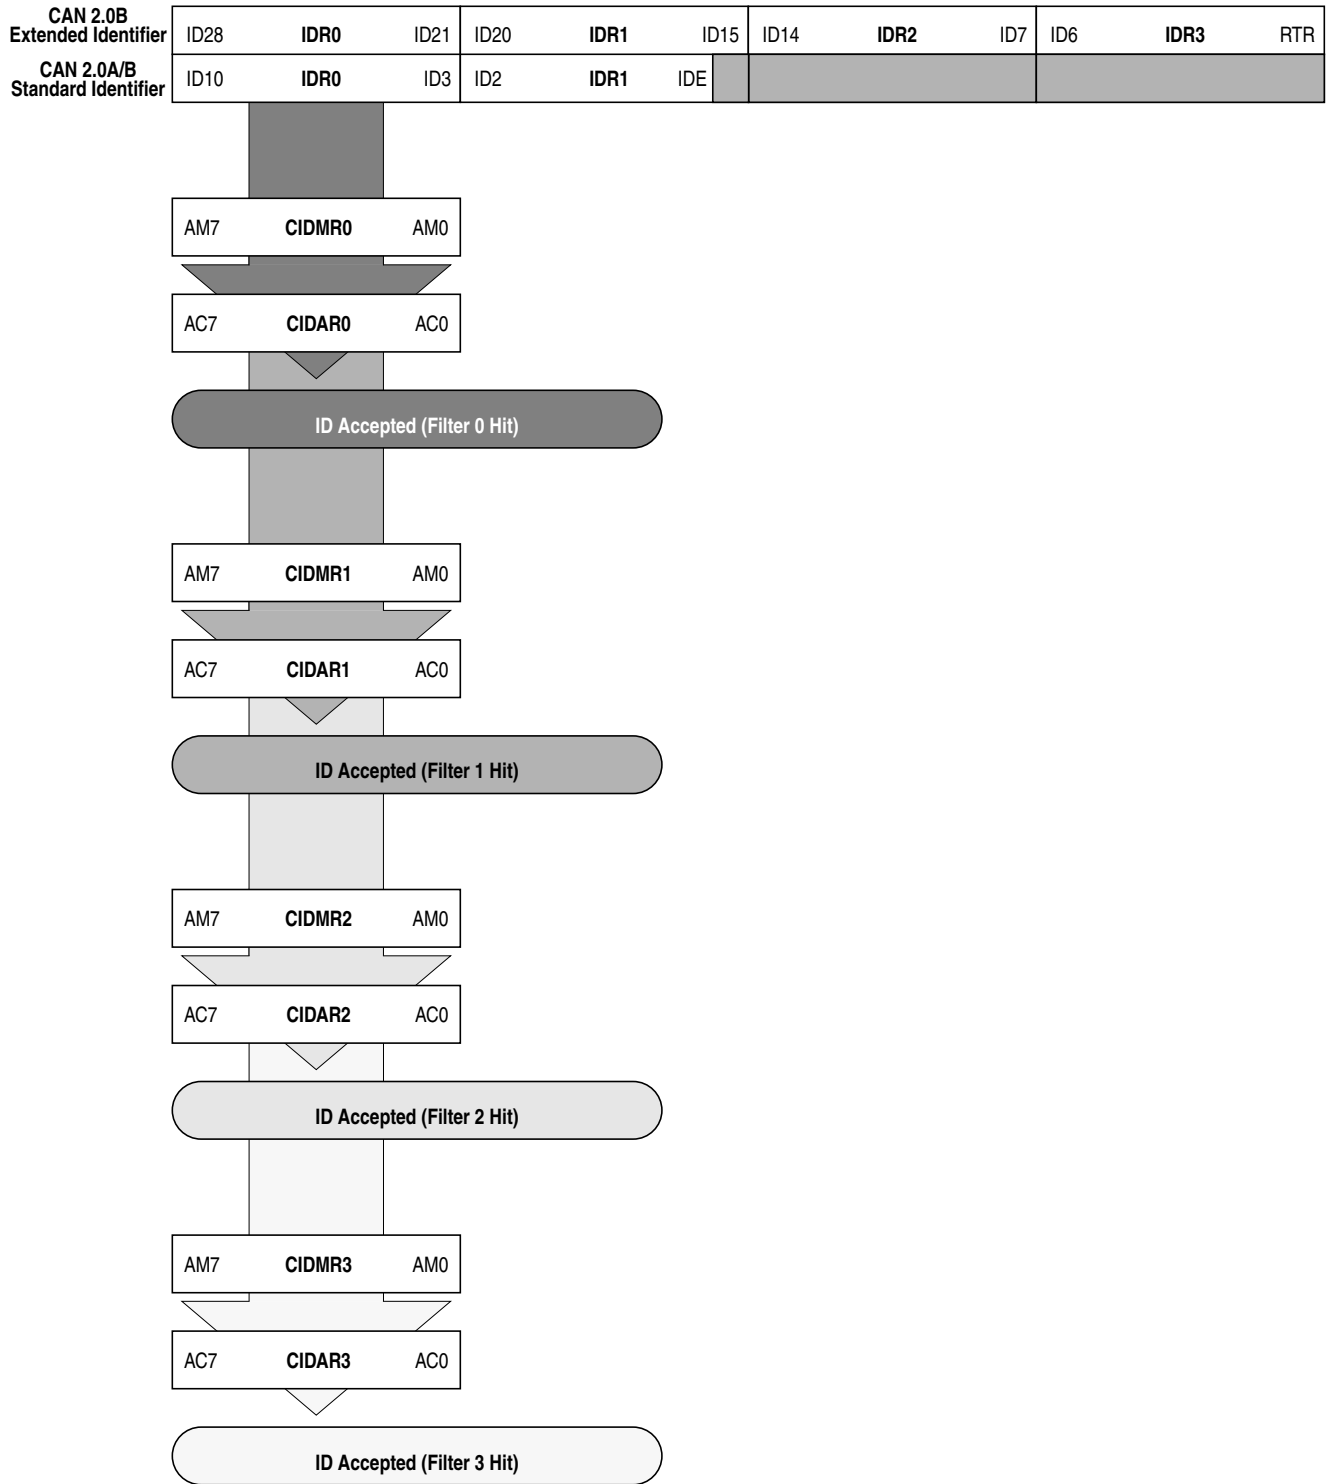 CAN 2.0B
Extended Identifier
ID28 IDR0 ID21 ID20 IDR1 ID15 ID14 IDR2 ID7 ID6 IDR3 RTR
CAN 2.0A/B
Standard Identifier
ID10 IDR0 ID3 ID2 IDR1 IDE
AM7 CIDMR0 AM0
AC7 CIDAR0 AC0
ID Accepted (Filter 0 Hit)
AM7 CIDMR1 AM0
AC7 CIDAR1 AC0
ID Accepted (Filter 1 Hit)
AM7 CIDMR2 AM0
AC7 CIDAR2 AC0
ID Accepted (Filter 2 Hit)
AM7 CIDMR3 AM0
AC7 CIDAR3 AC0
ID Accepted (Filter 3 Hit)